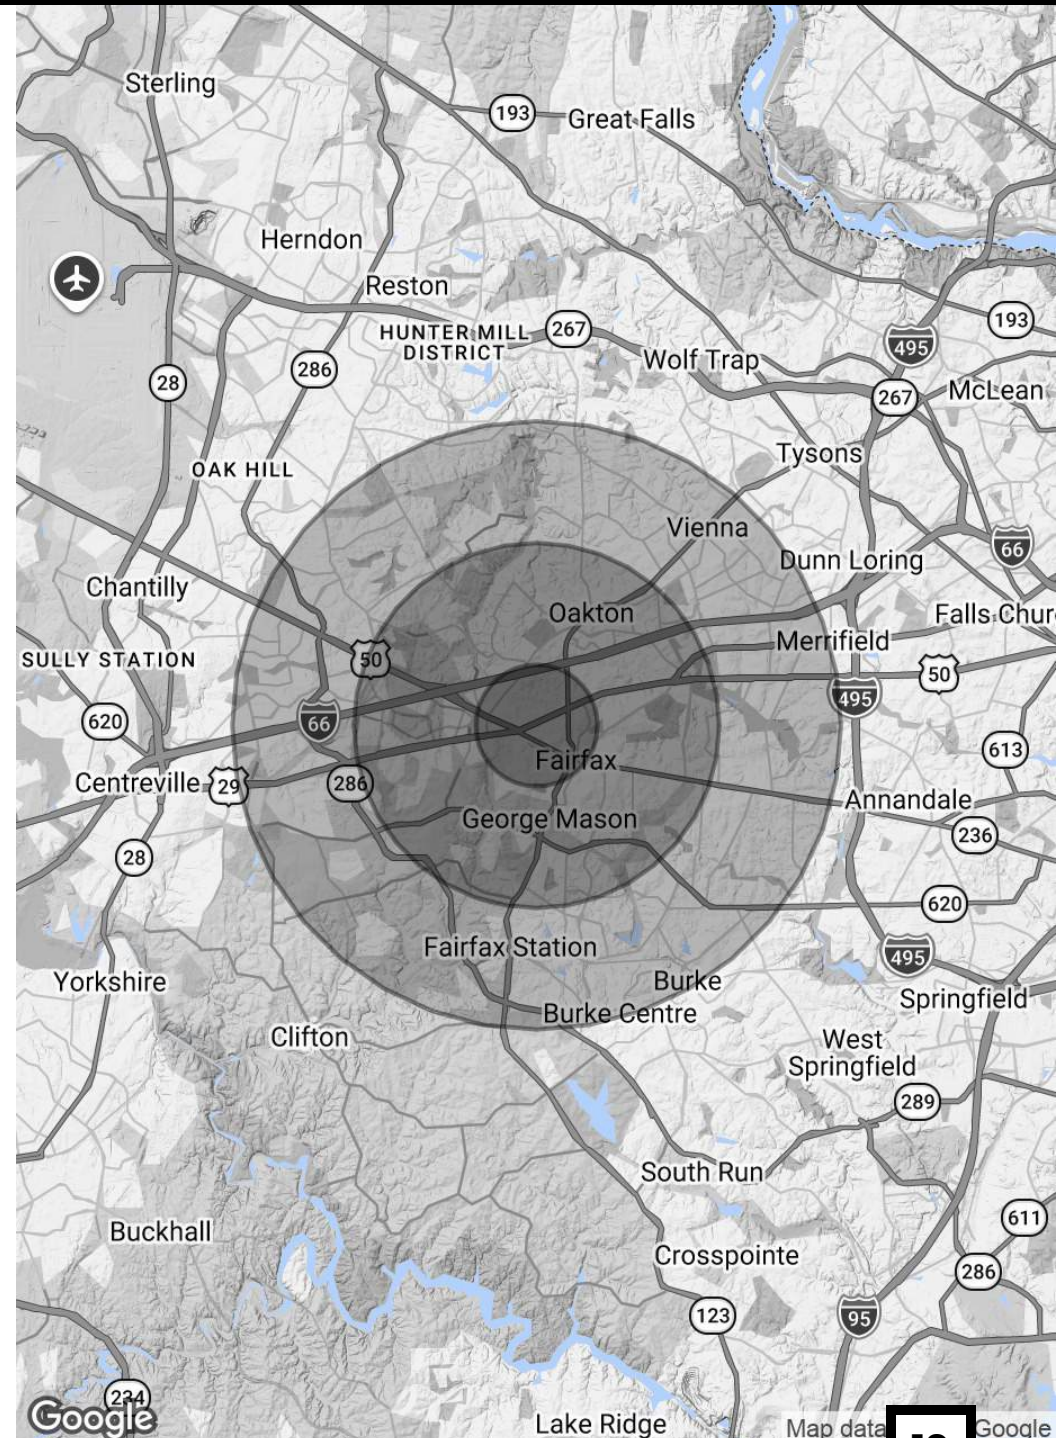 Sterling
193
Great Falls
Herndon
Reston
HUNTER MILL
DISTRICT
267
193
495
Wolf Trap
28
286
267
McLean
Tysons
OAK HILL
Vienna
66
Dunn Loring
Chantilly
Oakton
Falls Chur
Merrifield
SULLY STATION
50
50
495
620
66
613
Fairfax
Centreville
29
286
Annandale
George Mason
236
28
620
Fairfax Station
495
Yorkshire
Burke
Springfield
Burke Centre
Clifton
West
Springfield
289
South Run
Buckhall
611
Crosspointe
286
123
95
234
Google
Lake Ridge
Map data
Google